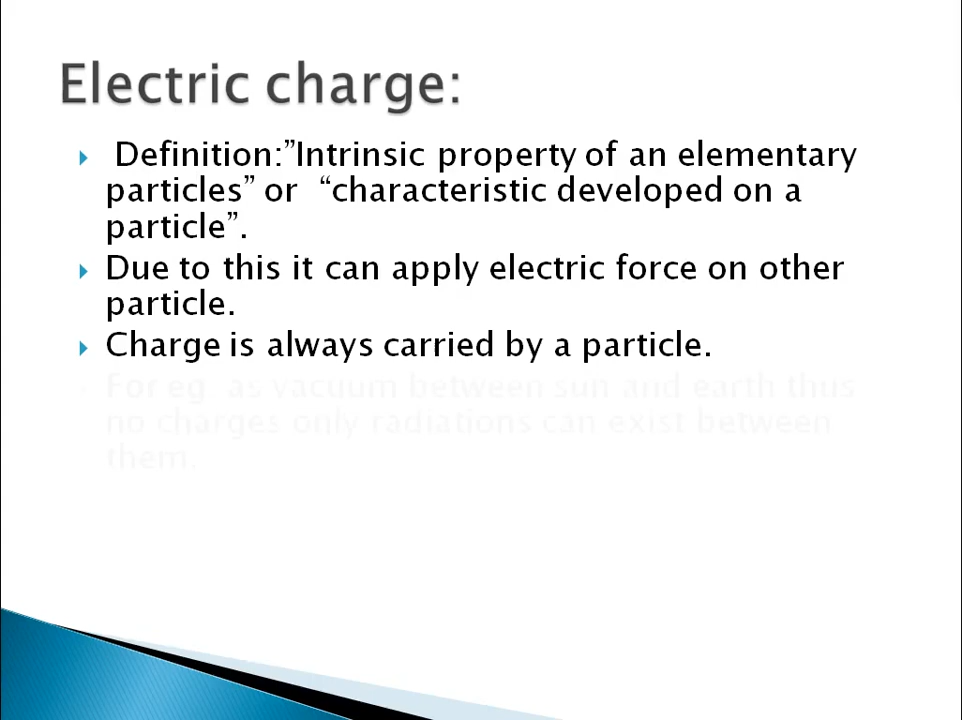 Electric charge:
Definition:”Intrinsic property of an elementary
particles” or “characteristic developed on a
particle”.
Due to this it can apply electric force on other
particle.
Charge is always carried by a particle.
For eg. as vacuum between sun and earth thus
no charges only radiations can exist between
them.